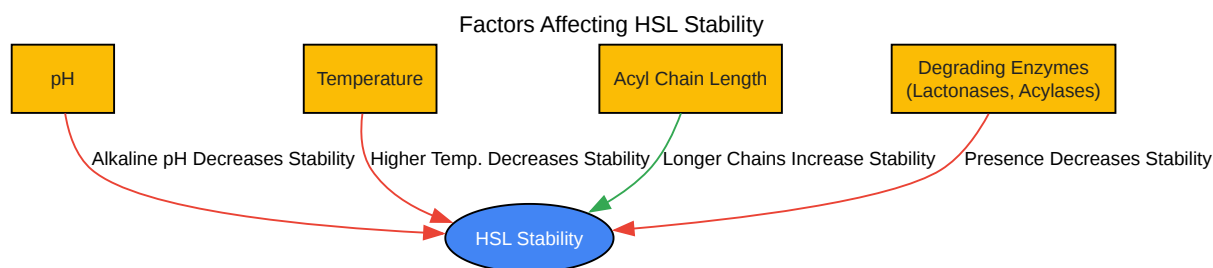 Factors Affecting HSL Stability
pH
Temperature
Acyl Chain Length
Degrading Enzymes
(Lactonases, Acylases)
Alkaline pH Decreases Stability
Higher Temp. Decreases Stability
Longer Chains Increase Stability
Presence Decreases Stability
HSL Stability